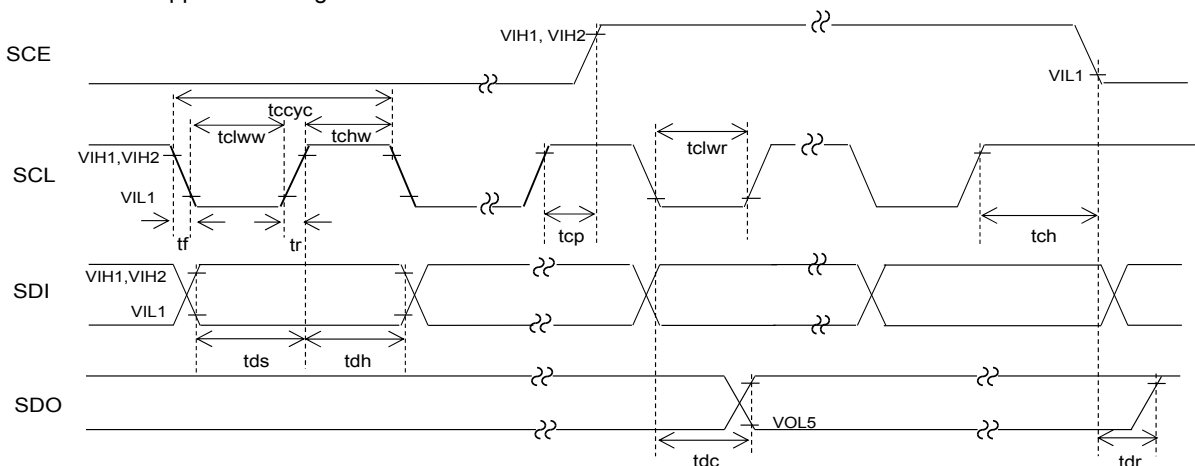 VIH1, VIH2
SCE
VIL1
tccyc
tclww
tchw
tclwr
VIH1,VIH2
SCL
VIL1
tf
tr
tcp
tch
VIH1,VIH2
SDI
VIL1
tds
tdh
SDO
VOL5
tdc
tdr